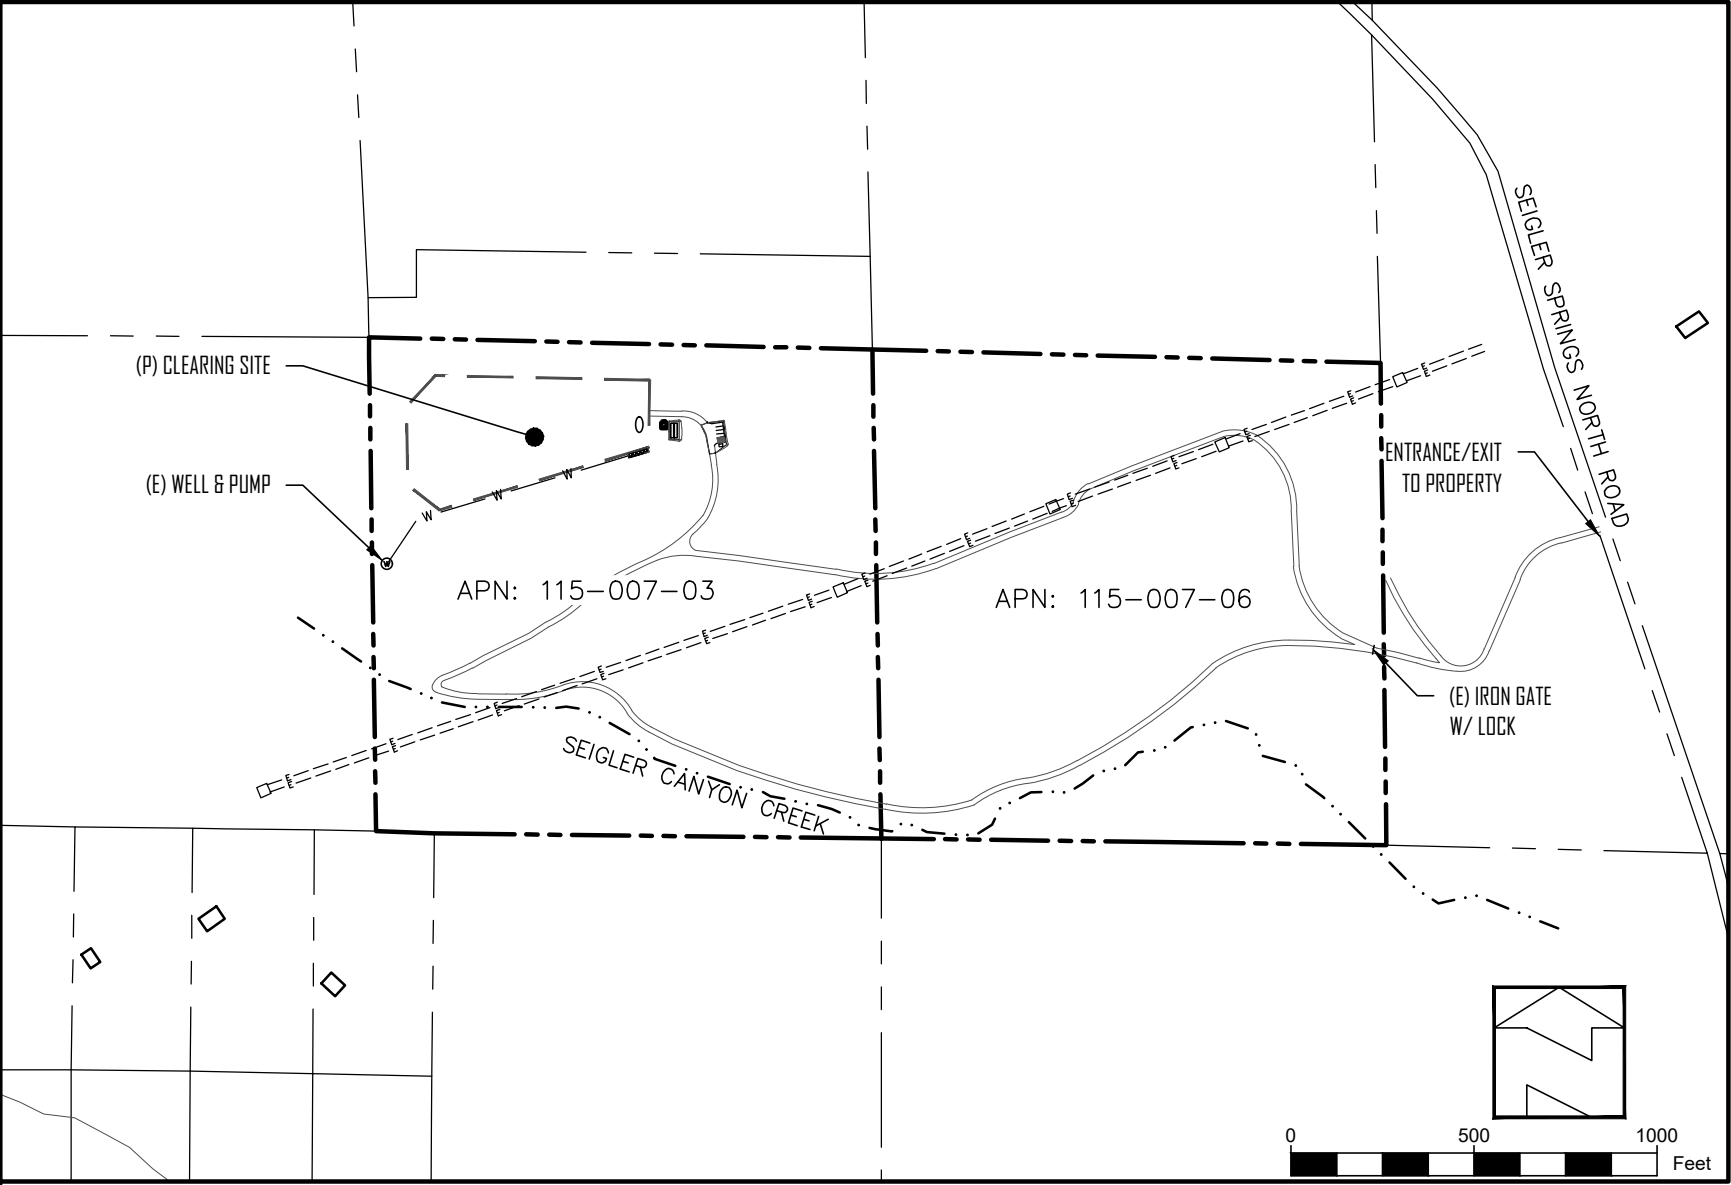 SEIGLER SPRINGS NORTH ROAD
(P) CLEARING SITE
(E) WELL & PUMP
W
W
W
W
ENTRANCE/EXIT
TO PROPERTY
APN: 115-007-03
APN: 115-007-06
(E) IRON GATE
W/ LOCK
SEIGLER CANYON CREEK
0 500 1000
Feet